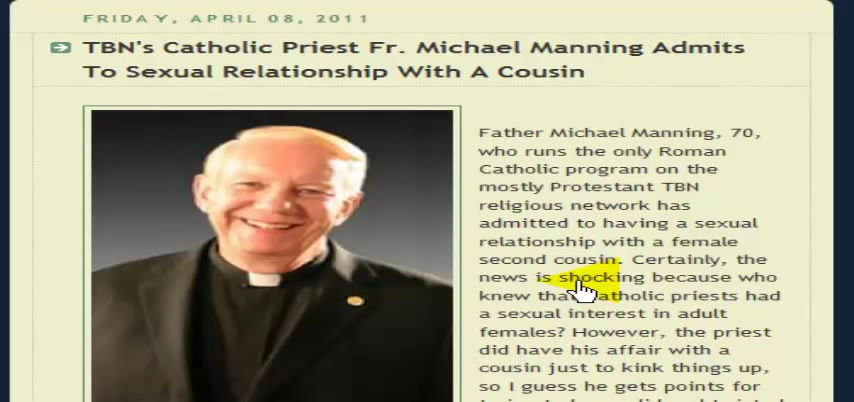 FRIDAY, APRIL 08, 2011
TBN's Catholic Priest Fr. Michael Manning Admits
To Sexual Relationship With A Cousin
Father Michael Manning, 70,
who runs the only Roman
Catholic program on the
mostly Protestant TBN
religious network has
admitted to having a sexual
relationship with a female
second cousin. Certainly, the
news is shocking because who
knew that Catholic priests had
a sexual interest in adult
females? However, the priest
did have his affair with a
cousin just to kink things up,
so I guess he gets points for